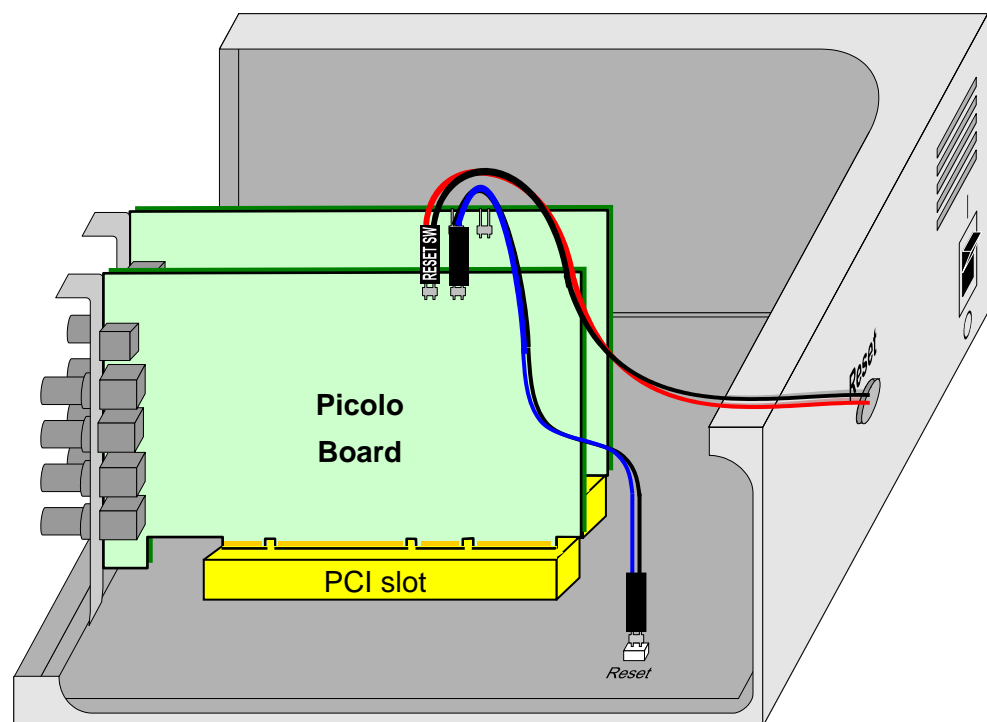 RESET SW
Reset
Picolo
Board
PCI slot
Reset